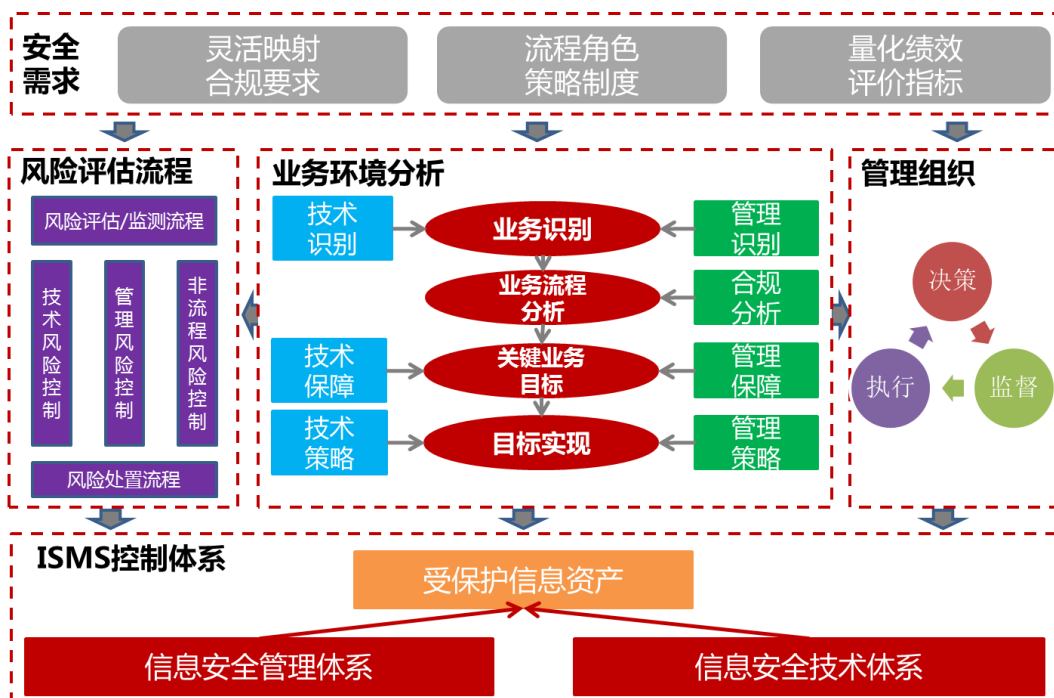 安全
需求
灵活映射
合规要求
流程角色
策略制度
量化绩效
评价指标
风险评估流程
风险评估/监测流程
技术风险控制
管理风险控制
非流程风险控制
风险处置流程
业务环境分析
技术
识别
业务识别
管理
识别
业务流程
分析
合规
分析
技术
保障
关键业务
目标
管理
保障
技术
策略
目标实现
管理
策略
管理组织
决策
执行
监督
ISMS控制体系
受保护信息资产
信息安全管理体系
信息安全技术体系